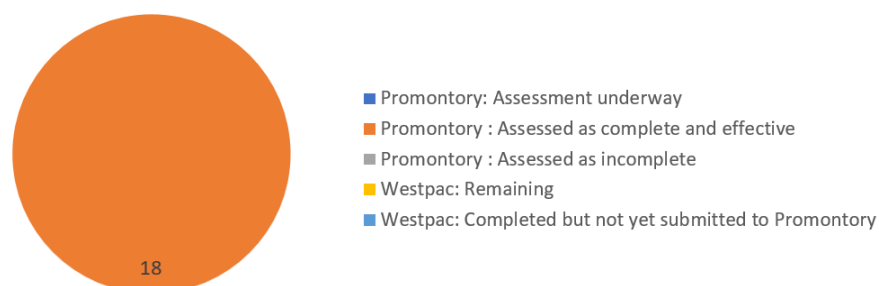 Promontory: Assessment underway
Promontory : Assessed as complete and effective
Promontory : Assessed as incomplete
Westpac: Remaining
Westpac: Completed but not yet submitted to Promontory
18